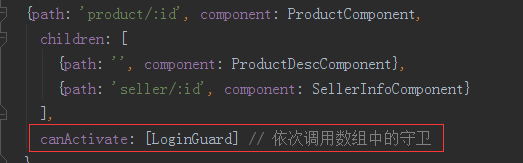 {path: 'product/:id', component: ProductComponent,
children: [
{path: '', component: ProductDescComponent},
{path: 'seller/:id', component: SellerInfoComponent}
],
canActivate: [LoginGuard] // 依次调用数组中的守卫
}